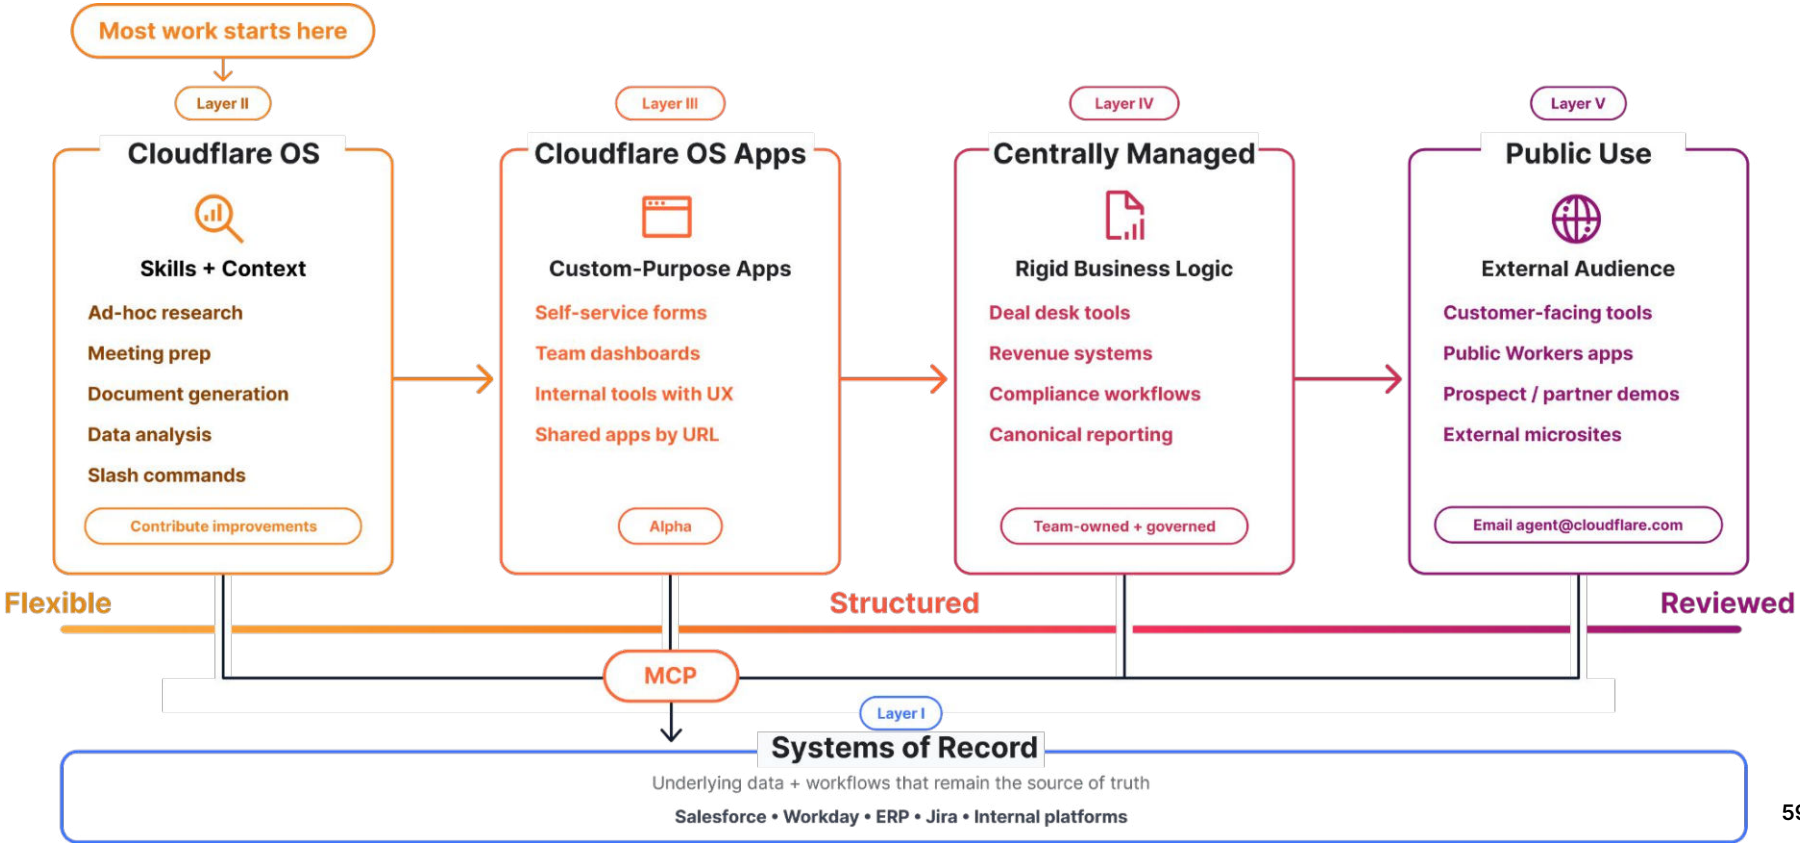 Most work starts here
Layer II
Cloudflare OS
Skills + Context
Ad-hoc research
Meeting prep
Document generation
Data analysis
Slash commands
Contribute improvements
Layer III
Cloudflare OS Apps
Custom-Purpose Apps
Self-service forms
Team dashboards
Internal tools with UX
Shared apps by URL
Alpha
Layer IV
Centrally Managed
Rigid Business Logic
Deal desk tools
Revenue systems
Compliance workflows
Canonical reporting
Team-owned + governed
Layer V
Public Use
External Audience
Customer-facing tools
Public Workers apps
Prospect / partner demos
External microsites
Email agent@cloudflare.com
Flexible
Structured
Reviewed
MCP
Layer I
Systems of Record
Underlying data + workflows that remain the source of truth
Salesforce • Workday • ERP • Jira • Internal platforms
59